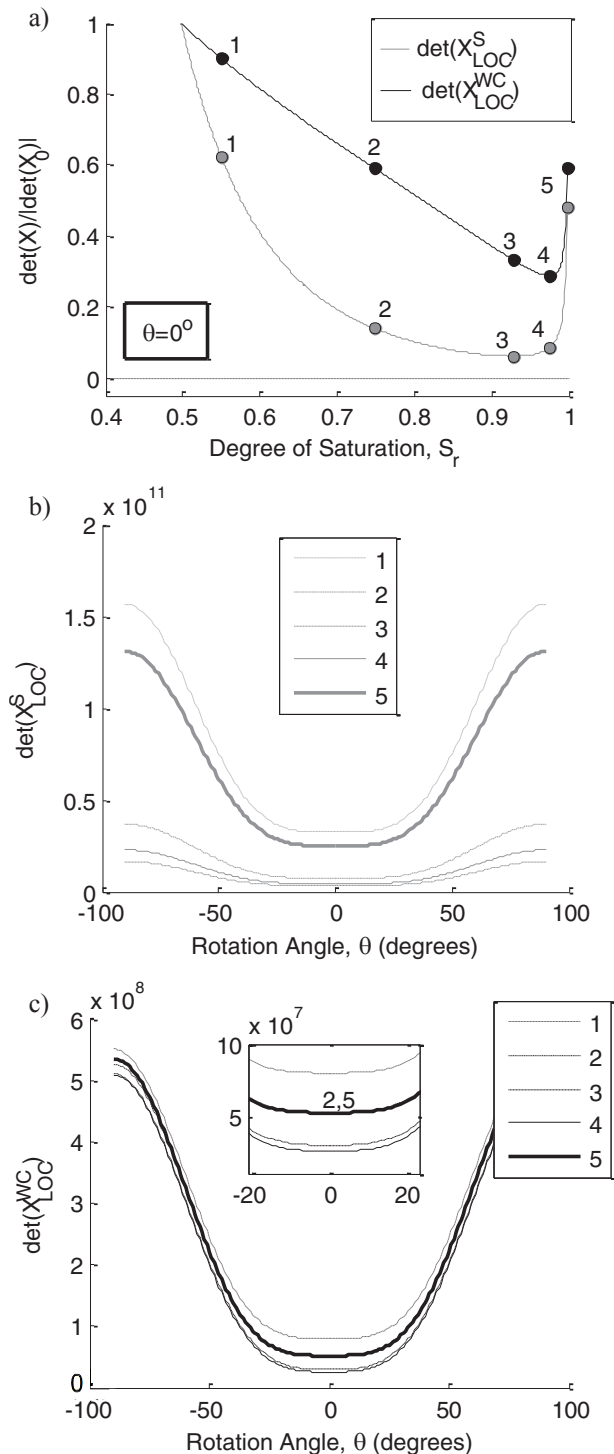 a)
1
0.8
0.6
0.4
0.2
0
det(X)/|det(X₀)|
det(X^S_LOC)
det(X^WC_LOC)
1
2
3
4
5
1
2
3
4
θ=0°
0.4 0.5 0.6 0.7 0.8 0.9 1
Degree of Saturation, S_r
b)
x 10^11
2
1.5
1
0.5
0
det(X^S_LOC)
1
2
3
4
5
-100 -50 0 50 100
Rotation Angle, θ (degrees)
c)
x 10^8
6
5
4
3
2
1
0
det(X^WC_LOC)
x 10^7
10
5
2,5
-20 0 20
1
2
3
4
5
-100 -50 0 50 100
Rotation Angle, θ (degrees)